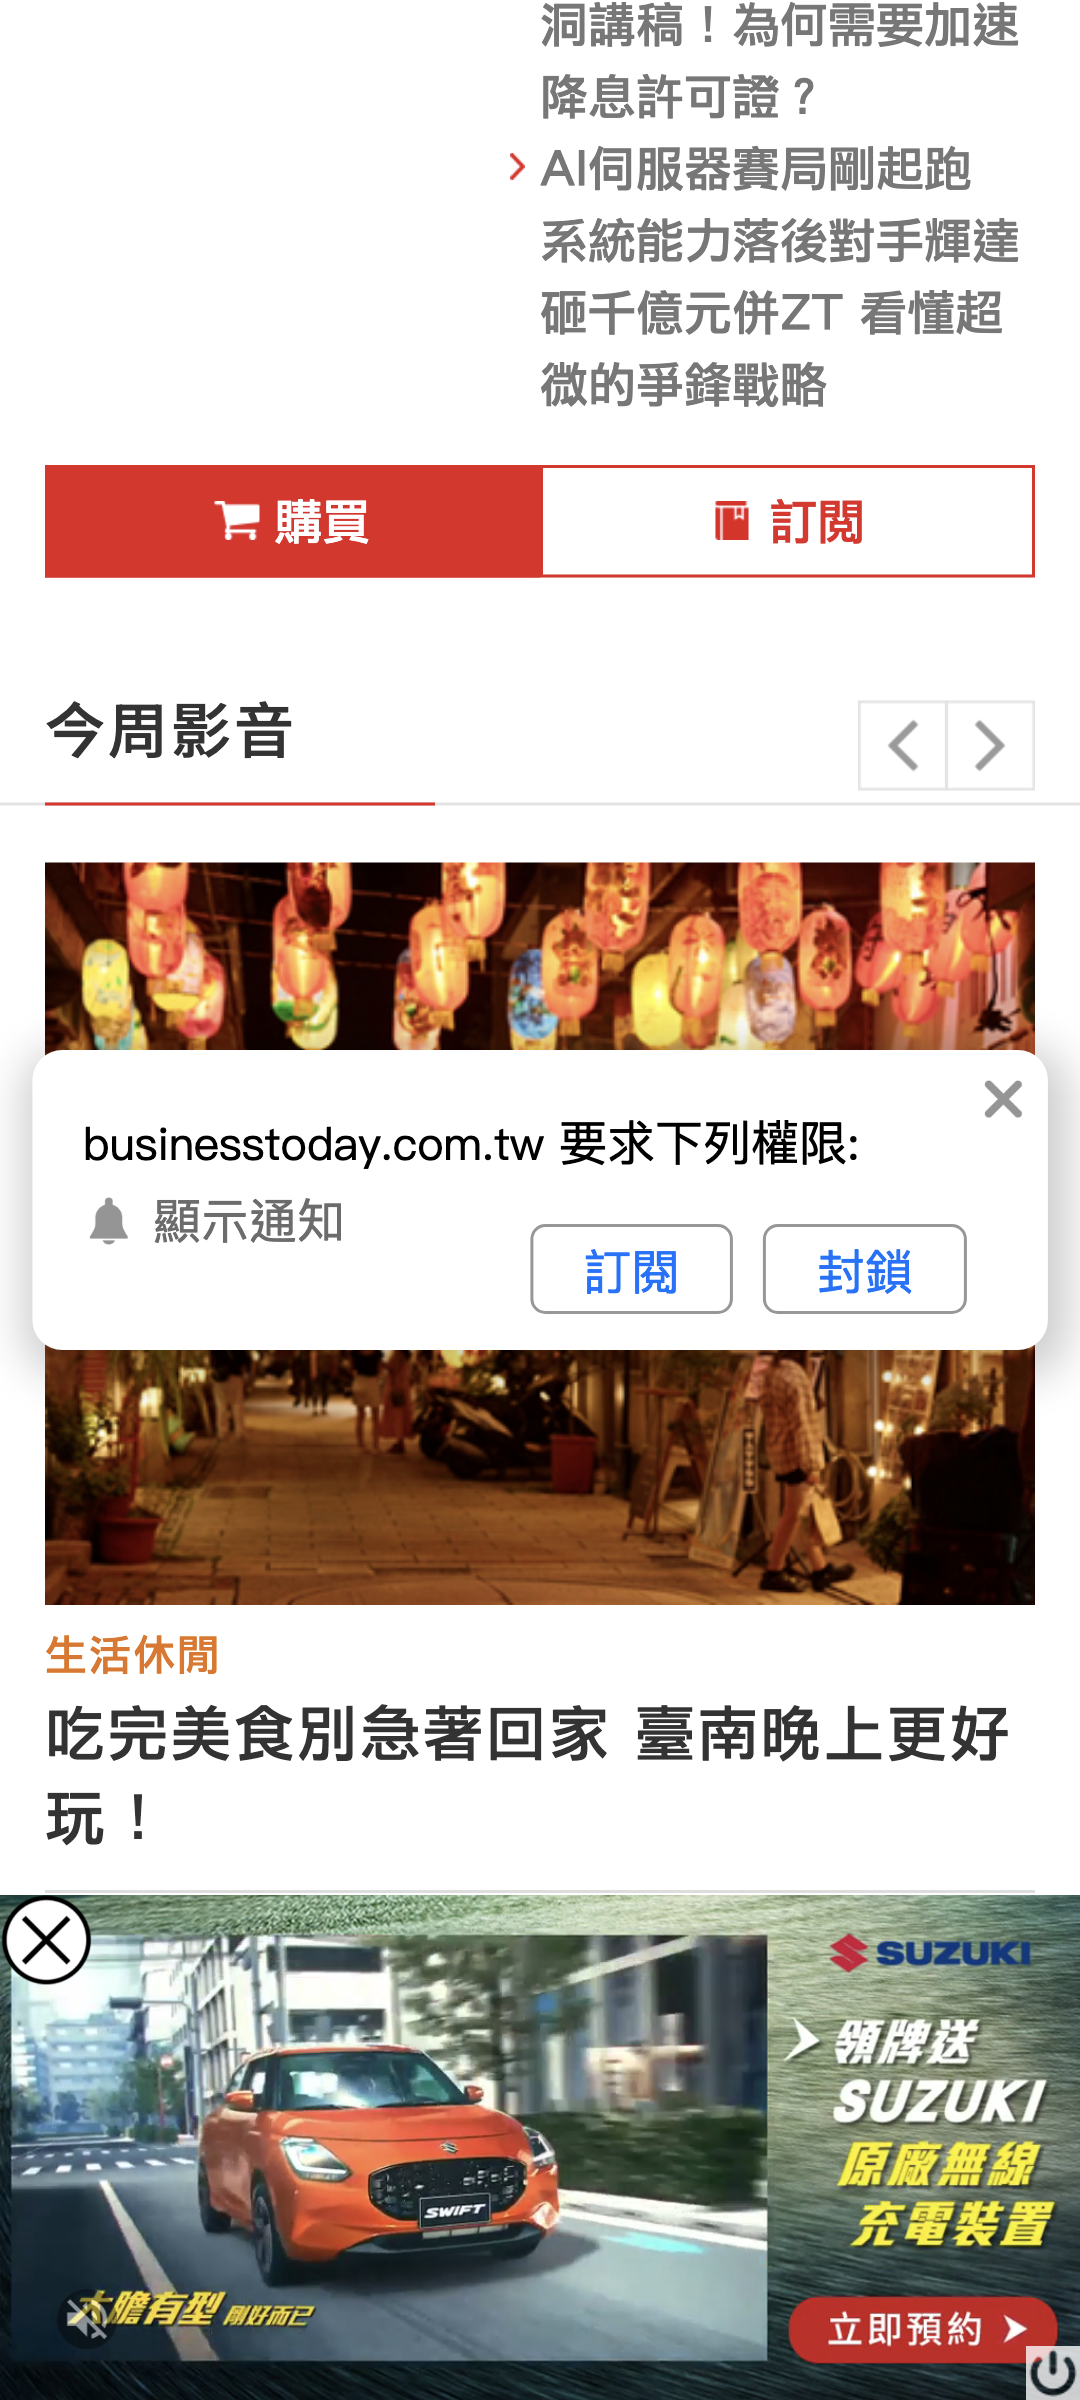 洞講稿！為何需要加速
降息許可證？
AI伺服器賽局剛起跑
系統能力落後對手輝達
砸千億元併ZT 看懂超
微的爭鋒戰略
購買
訂閱
今周影音
businesstoday.com.tw 要求下列權限:
顯示通知
訂閱
封鎖
生活休閒
吃完美食別急著回家 臺南晚上更好
玩！
SUZUKI
領牌送
SUZUKI
原廠無線
充電裝置
SWIFT
大膽有型 剛好而已
立即預約